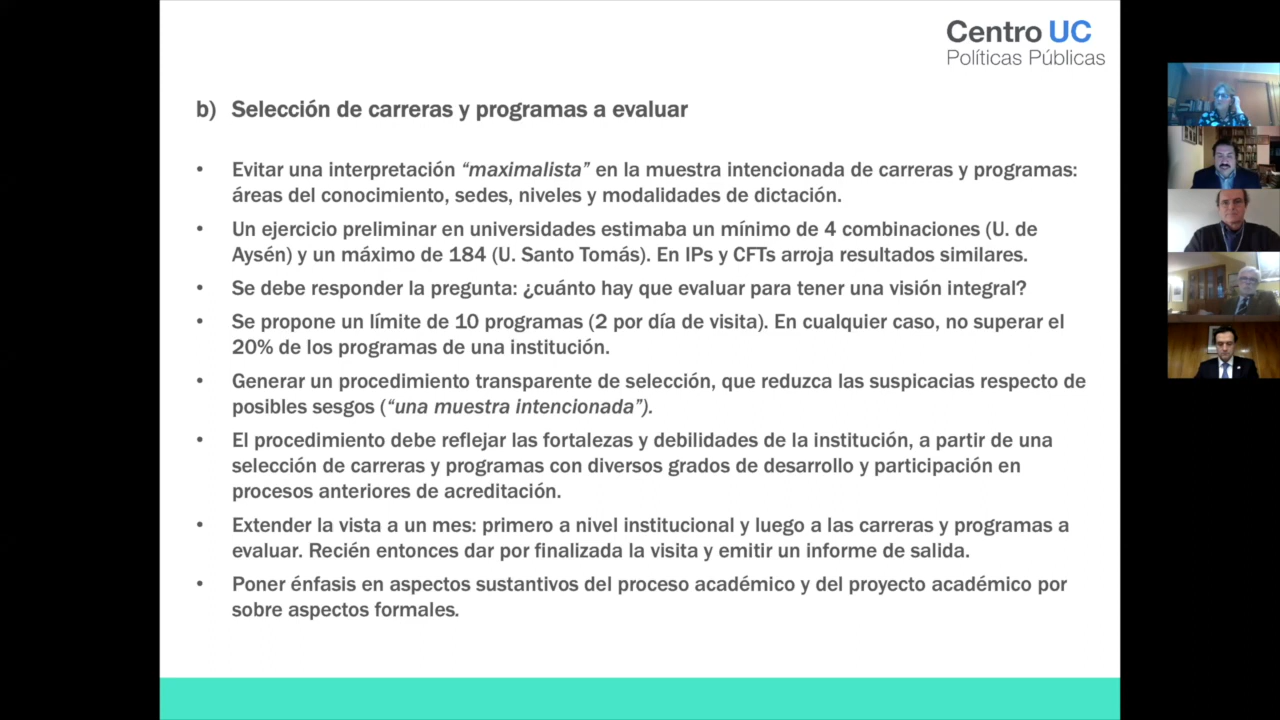 Centro UC
Políticas Públicas
b) Selección de carreras y programas a evaluar
• Evitar una interpretación “maximalista” en la muestra intencionada de carreras y programas:
áreas del conocimiento, sedes, niveles y modalidades de dictación.
• Un ejercicio preliminar en universidades estimaba un mínimo de 4 combinaciones (U. de
Aysén) y un máximo de 184 (U. Santo Tomás). En IPs y CFTs arroja resultados similares.
• Se debe responder la pregunta: ¿cuánto hay que evaluar para tener una visión integral?
• Se propone un límite de 10 programas (2 por día de visita). En cualquier caso, no superar el
20% de los programas de una institución.
• Generar un procedimiento transparente de selección, que reduzca las suspicacias respecto de
posibles sesgos (“una muestra intencionada”).
• El procedimiento debe reflejar las fortalezas y debilidades de la institución, a partir de una
selección de carreras y programas con diversos grados de desarrollo y participación en
procesos anteriores de acreditación.
• Extender la vista a un mes: primero a nivel institucional y luego a las carreras y programas a
evaluar. Recién entonces dar por finalizada la visita y emitir un informe de salida.
• Poner énfasis en aspectos sustantivos del proceso académico y del proyecto académico por
sobre aspectos formales.